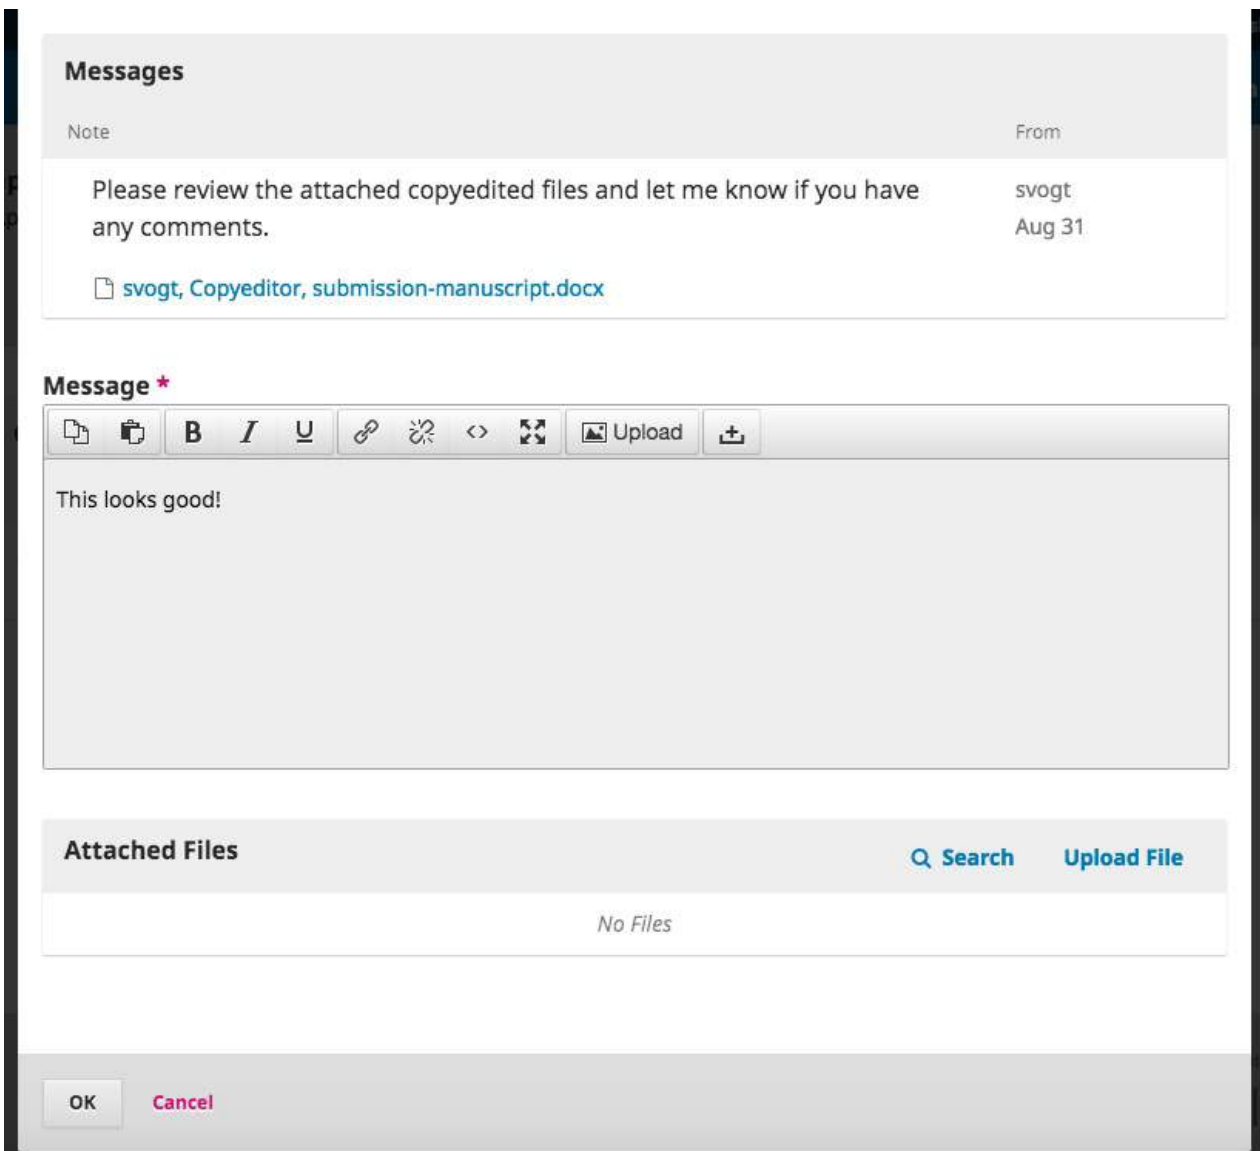 Messages
Note From
Please review the attached copyedited files and let me know if you have svogt
any comments. Aug 31
svogt, Copyeditor, submission-manuscript.docx
Message *
B I U Upload
This looks good!
Attached Files Search Upload File
No Files
OK Cancel